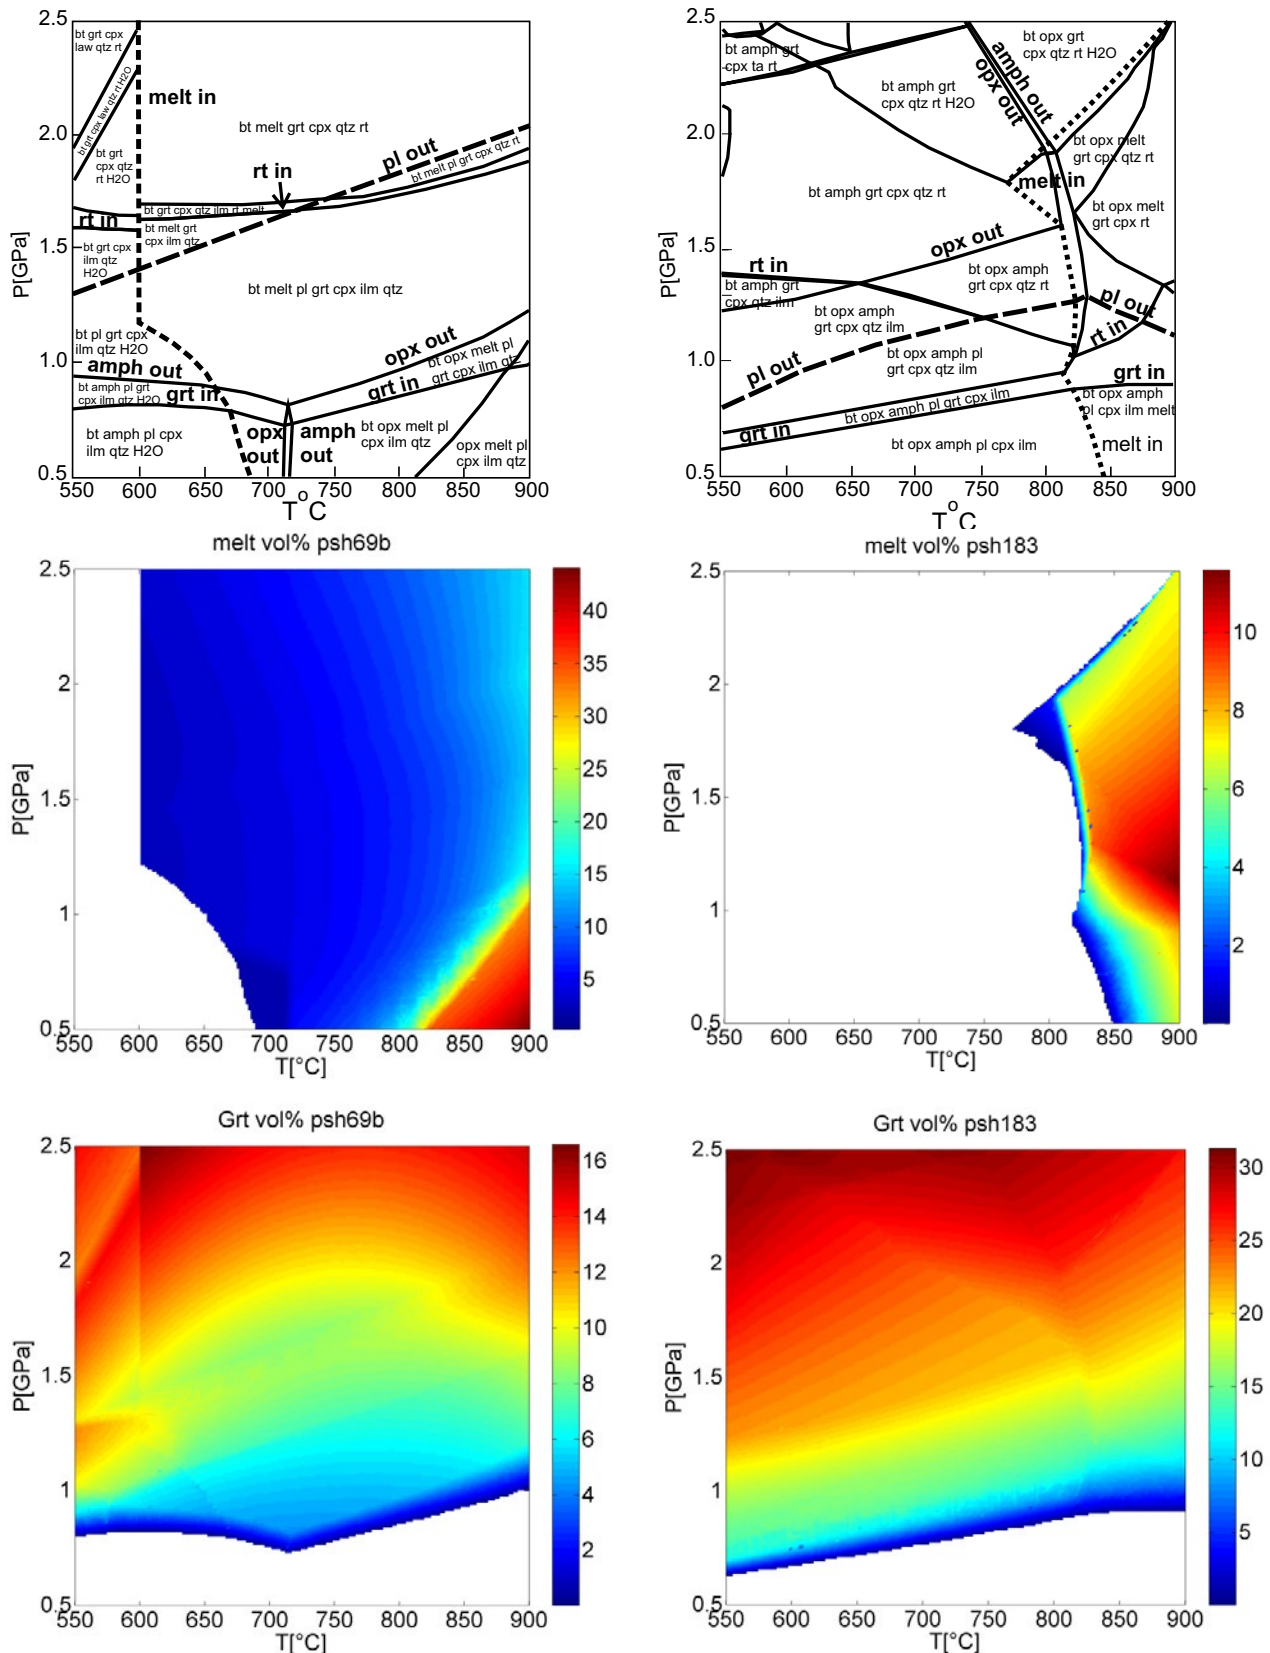 2.5
2.0
1.5
1.0
0.5
P[GPa]
bt grt cpx
law qtz rt
bt grt cpx law qtz rt H2O
bt grt
cpx qtz
rt H2O
melt in
bt melt grt cpx qtz rt
pl out
bt melt pl grt cpx qtz rt
rt in
bt grt cpx qtz ilm rt melt
rt in
bt melt grt
cpx ilm qtz
bt grt cpx
ilm qtz
H2O
bt melt pl grt cpx ilm qtz
bt pl grt cpx
ilm qtz H2O
amph out
bt amph pl grt
cpx ilm qtz H2O
grt in
opx out
bt opx melt pl
grt cpx ilm qtz
grt in
bt amph pl cpx
ilm qtz H2O
opx
out
amph
out
bt opx melt pl
cpx ilm qtz
opx melt pl
cpx ilm qtz
550 600 650 700 750 800 850 900
T°C
2.5
2.0
1.5
1.0
0.5
P[GPa]
bt amph grt
cpx ta rt
bt amph grt
cpx qtz rt H2O
opx out
amph out
bt opx grt
cpx qtz rt H2O
bt opx melt
grt cpx qtz rt
melt in
bt amph grt cpx qtz rt
bt opx melt
grt cpx rt
opx out
rt in
bt amph grt
cpx qtz ilm
bt opx amph
grt cpx qtz rt
bt opx amph
grt cpx qtz ilm
pl out
rt in
pl out
bt opx amph pl
grt cpx qtz ilm
grt in
bt opx amph pl grt cpx ilm
bt opx amph
pl cpx ilm melt
grt in
bt opx amph pl cpx ilm
melt in
550 600 650 700 750 800 850 900
T°C
melt vol% psh69b
2.5
2
1.5
1
0.5
P[GPa]
550 600 650 700 750 800 850 900
T[°C]
40
35
30
25
20
15
10
5
melt vol% psh183
2.5
2
1.5
1
0.5
P[GPa]
550 600 650 700 750 800 850 900
T[°C]
10
8
6
4
2
Grt vol% psh69b
2.5
2
1.5
1
0.5
P[GPa]
550 600 650 700 750 800 850 900
T[°C]
16
14
12
10
8
6
4
2
Grt vol% psh183
2.5
2
1.5
1
0.5
P[GPa]
550 600 650 700 750 800 850 900
T[°C]
30
25
20
15
10
5